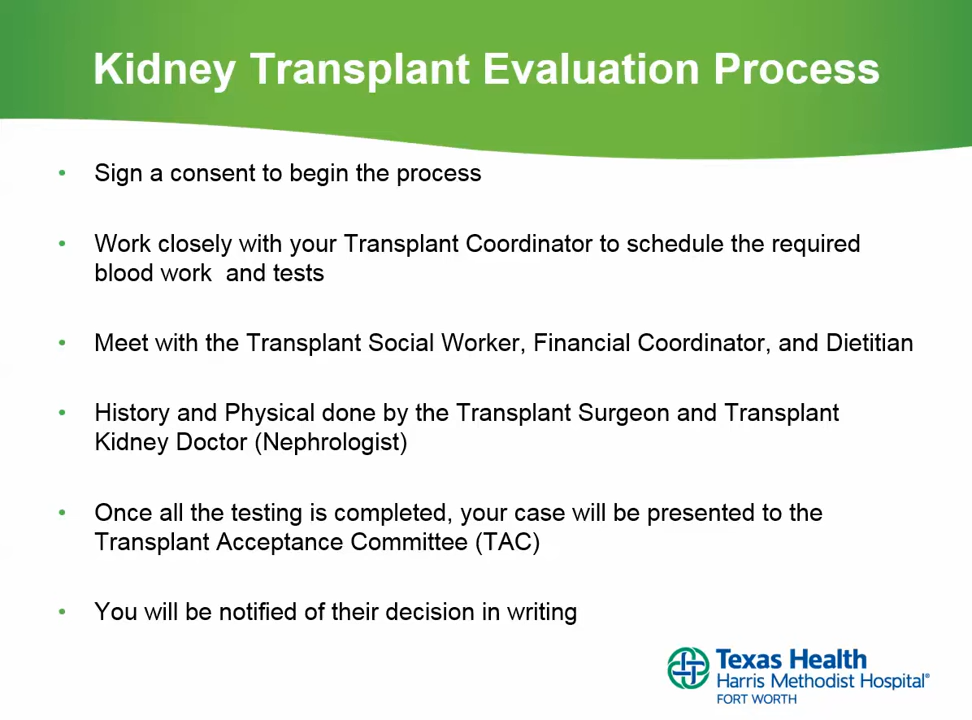 Kidney Transplant Evaluation Process
• Sign a consent to begin the process
• Work closely with your Transplant Coordinator to schedule the required
blood work  and tests
• Meet with the Transplant Social Worker, Financial Coordinator, and Dietitian
• History and Physical done by the Transplant Surgeon and Transplant
Kidney Doctor (Nephrologist)
• Once all the testing is completed, your case will be presented to the
Transplant Acceptance Committee (TAC)
• You will be notified of their decision in writing
Texas Health
Harris Methodist Hospital®
FORT WORTH